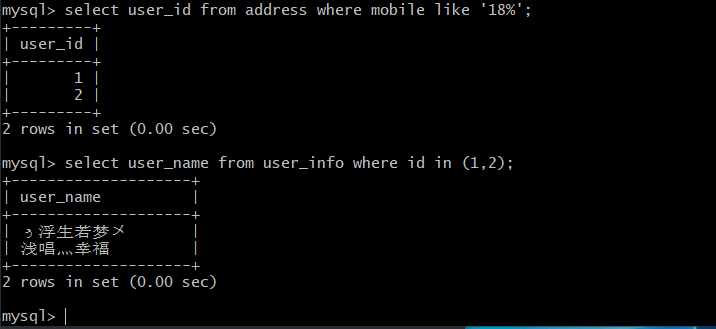 mysql> select user_id from address where mobile like '18%';
+---------+
| user_id |
+---------+
|       1 |
|       2 |
+---------+
2 rows in set (0.00 sec)
mysql> select user_name from user_info where id in (1,2);
+--------------------+
| user_name          |
+--------------------+
| ぅ浮生若梦〤       |
| 浅唱灬幸福         |
+--------------------+
2 rows in set (0.00 sec)
mysql>